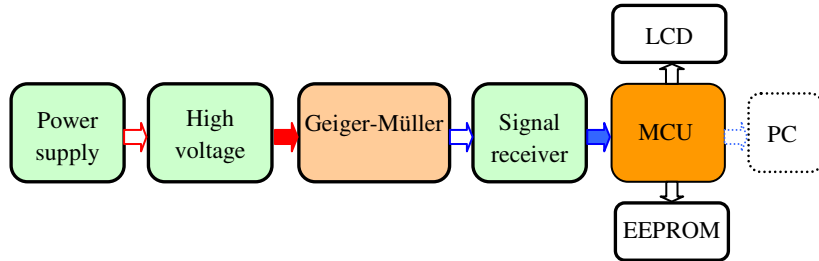 LCD
Power
supply
High
voltage
Geiger-Müller
Signal
receiver
MCU
PC
EEPROM